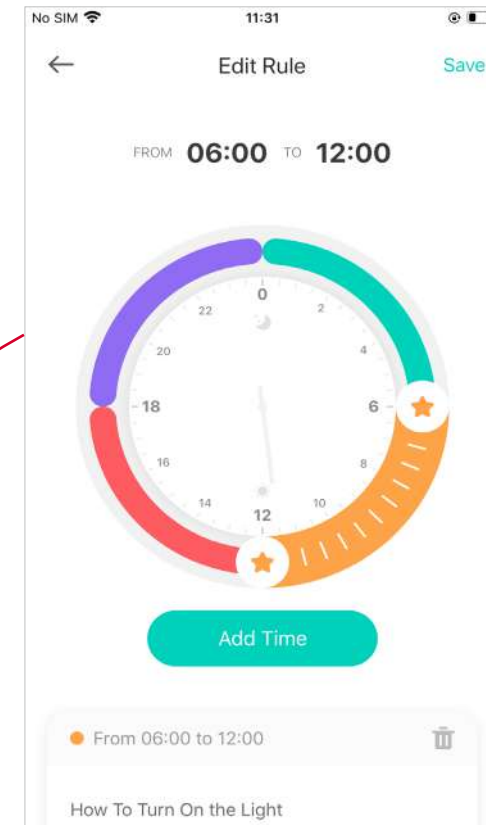 No SIM 11:31
Edit Rule Save
FROM 06:00 TO 12:00
0
22 2
20 4
18 6
16 8
14 10
12
Add Time
From 06:00 to 12:00
How To Turn On the Light